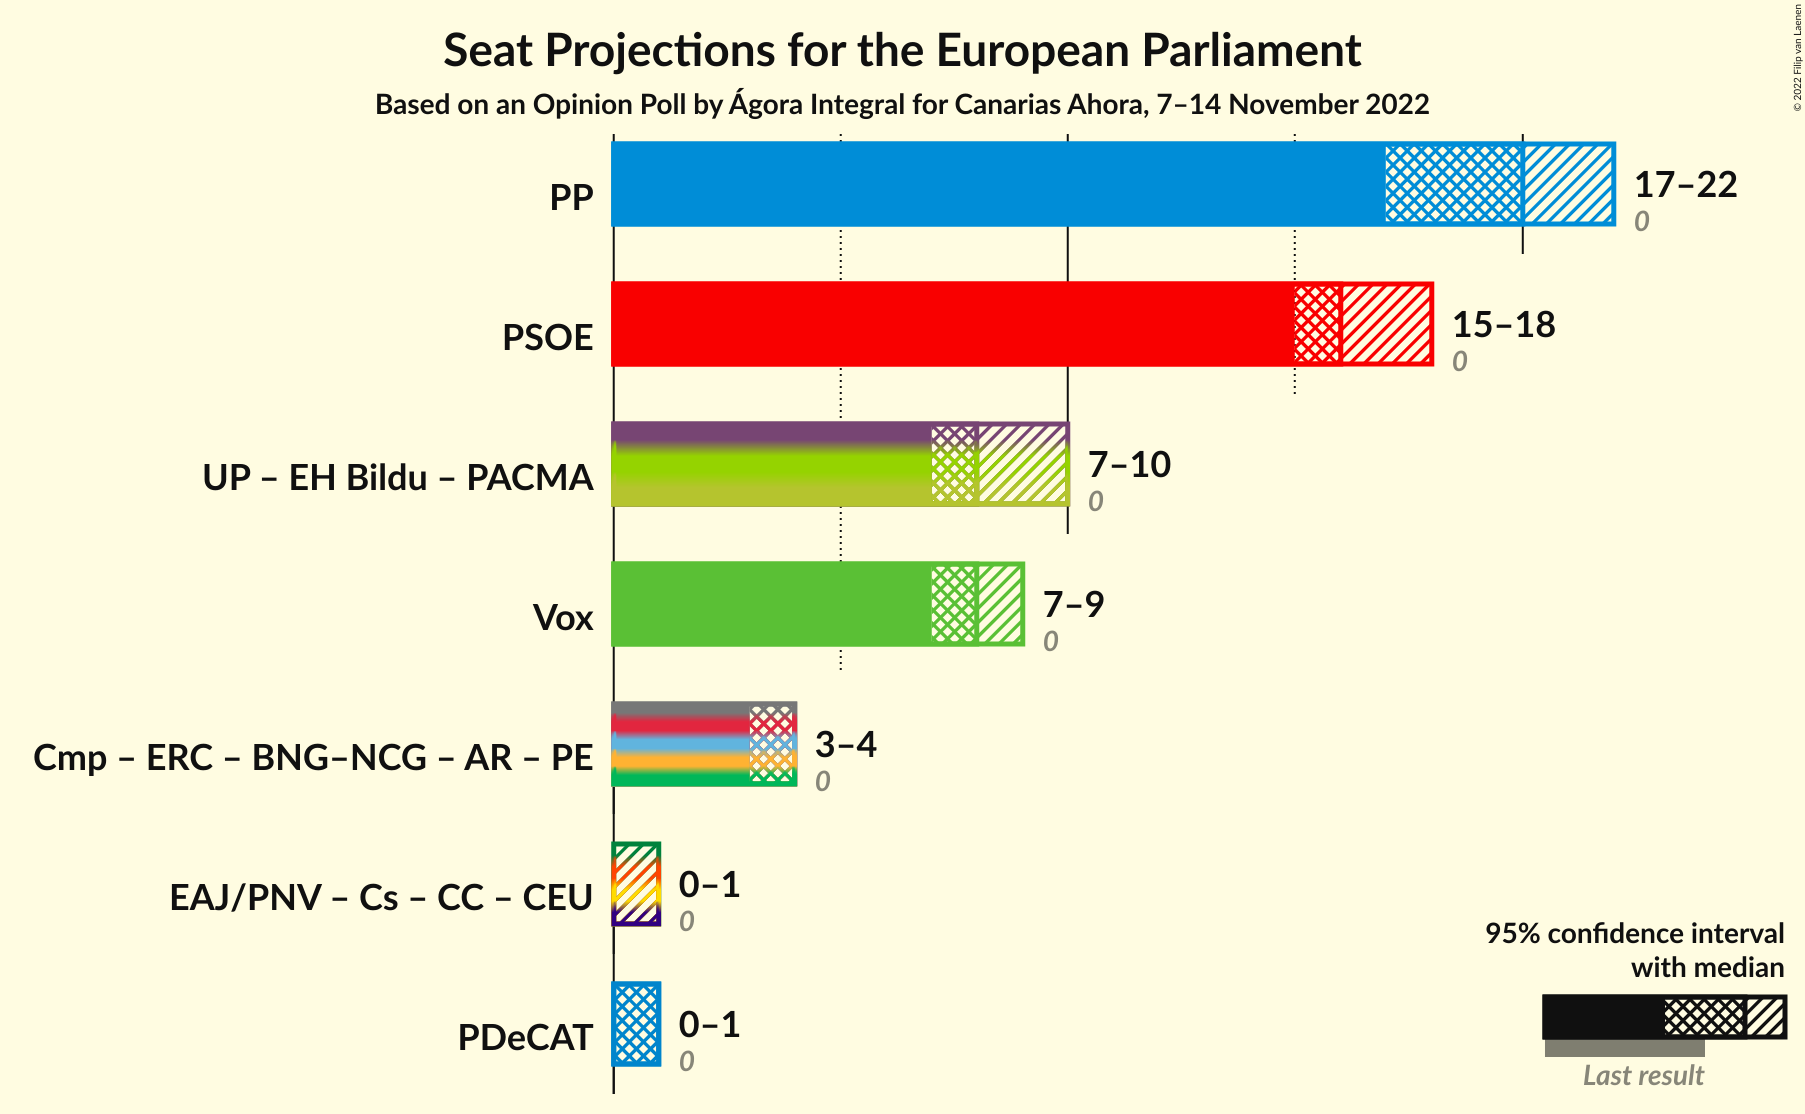 Seat Projections for the European Parliament
Based on an Opinion Poll by Ágora Integral for Canarias Ahora, 7–14 November 2022
© 2022 Filip van Laenen
PP
17–22
0
PSOE
15–18
0
UP – EH Bildu – PACMA
7–10
0
Vox
7–9
0
Cmp – ERC – BNG–NCG – AR – PE
3–4
0
EAJ/PNV – Cs – CC – CEU
0–1
0
PDeCAT
0–1
0
95% confidence interval
with median
Last result